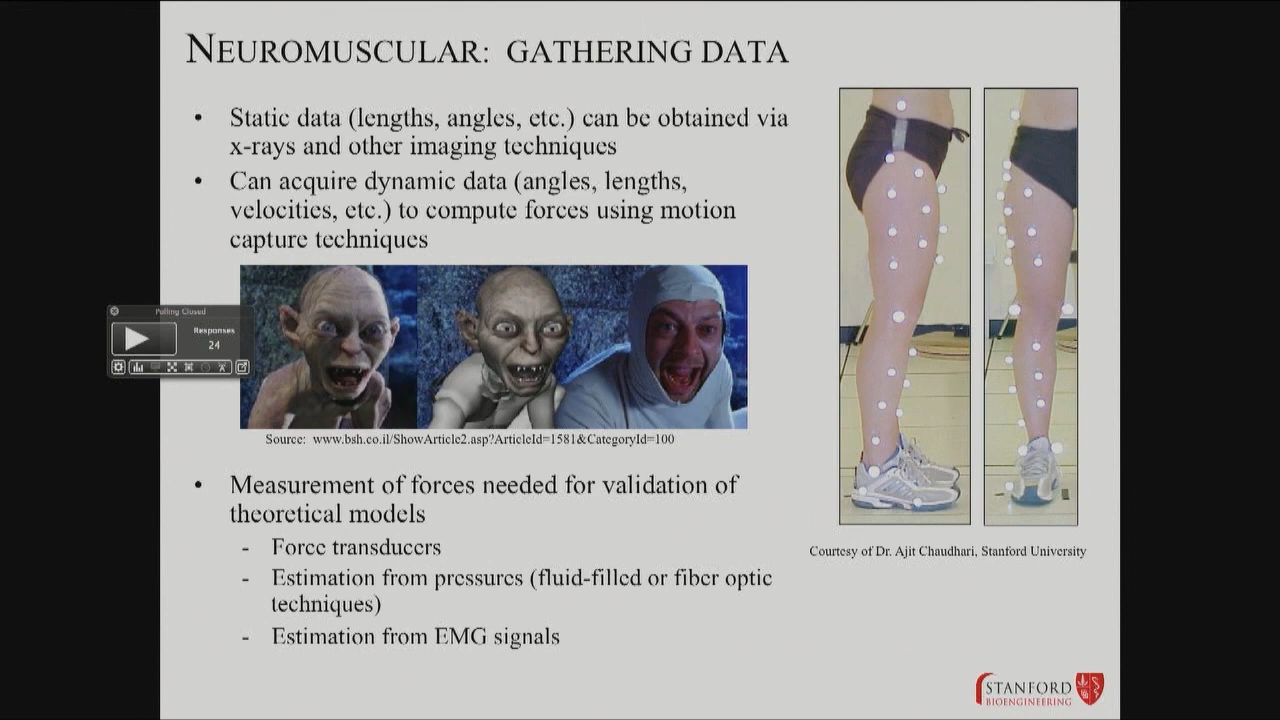 NEUROMUSCULAR: GATHERING DATA
• Static data (lengths, angles, etc.) can be obtained via
x-rays and other imaging techniques
• Can acquire dynamic data (angles, lengths,
velocities, etc.) to compute forces using motion
capture techniques
Polling Closed
Responses
24
Source: www.bsh.co.il/ShowArticle2.asp?ArticleId=1581&CategoryId=100
• Measurement of forces needed for validation of
theoretical models
- Force transducers
- Estimation from pressures (fluid-filled or fiber optic
techniques)
- Estimation from EMG signals
Courtesy of Dr. Ajit Chaudhari, Stanford University
STANFORD
BIOENGINEERING